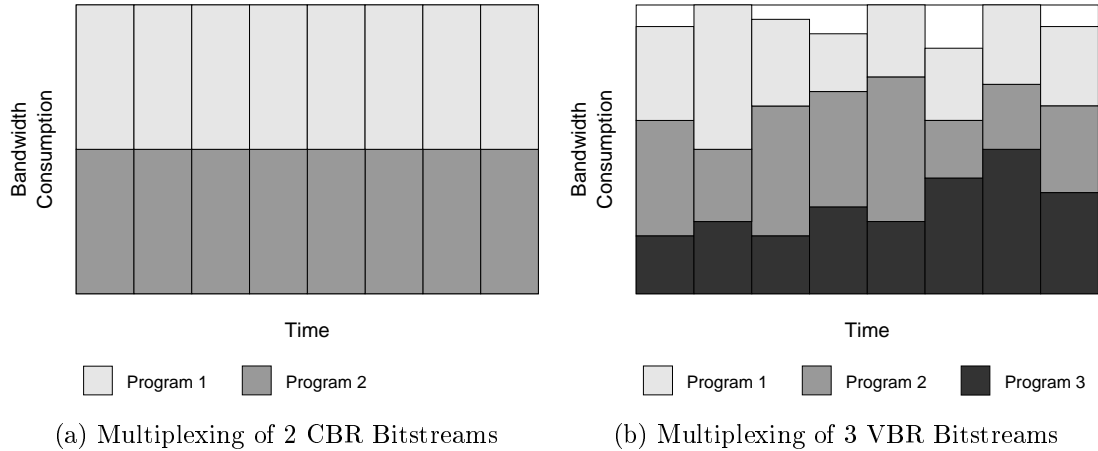 Bandwidth
Consumption
Time
Program 1
Program 2
(a) Multiplexing of 2 CBR Bitstreams
Bandwidth
Consumption
Time
Program 1
Program 2
Program 3
(b) Multiplexing of 3 VBR Bitstreams